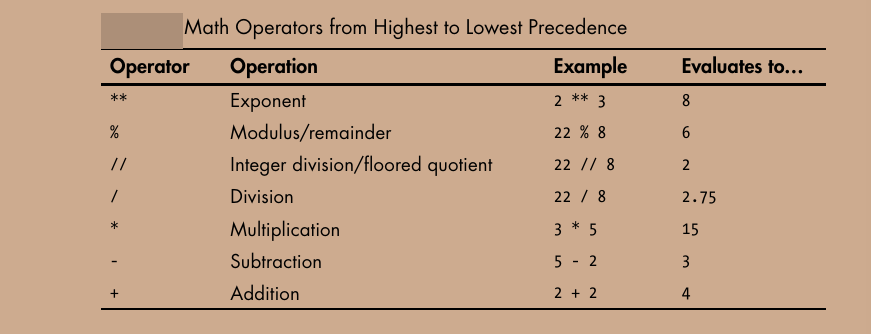 Math Operators from Highest to Lowest Precedence
Operator Operation Example Evaluates to…
** Exponent 2 ** 3 8
% Modulus/remainder 22 % 8 6
// Integer division/floored quotient 22 // 8 2
/ Division 22 / 8 2.75
* Multiplication 3 * 5 15
- Subtraction 5 - 2 3
+ Addition 2 + 2 4